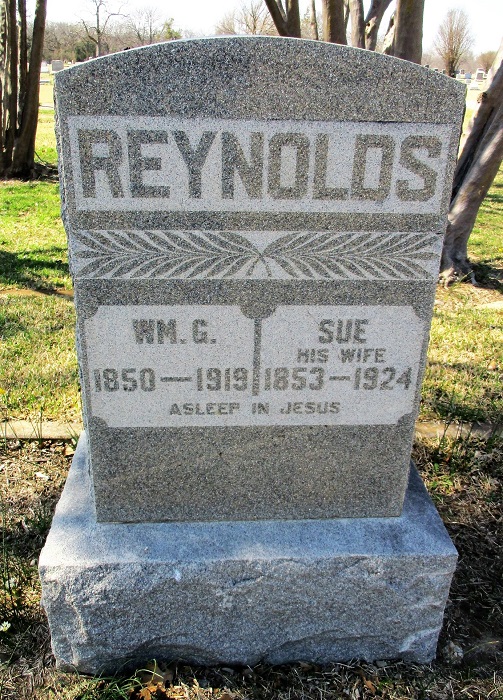 REYNOLDS
WM. G.
1850—1919
SUE
HIS WIFE
1853—1924
ASLEEP IN JESUS